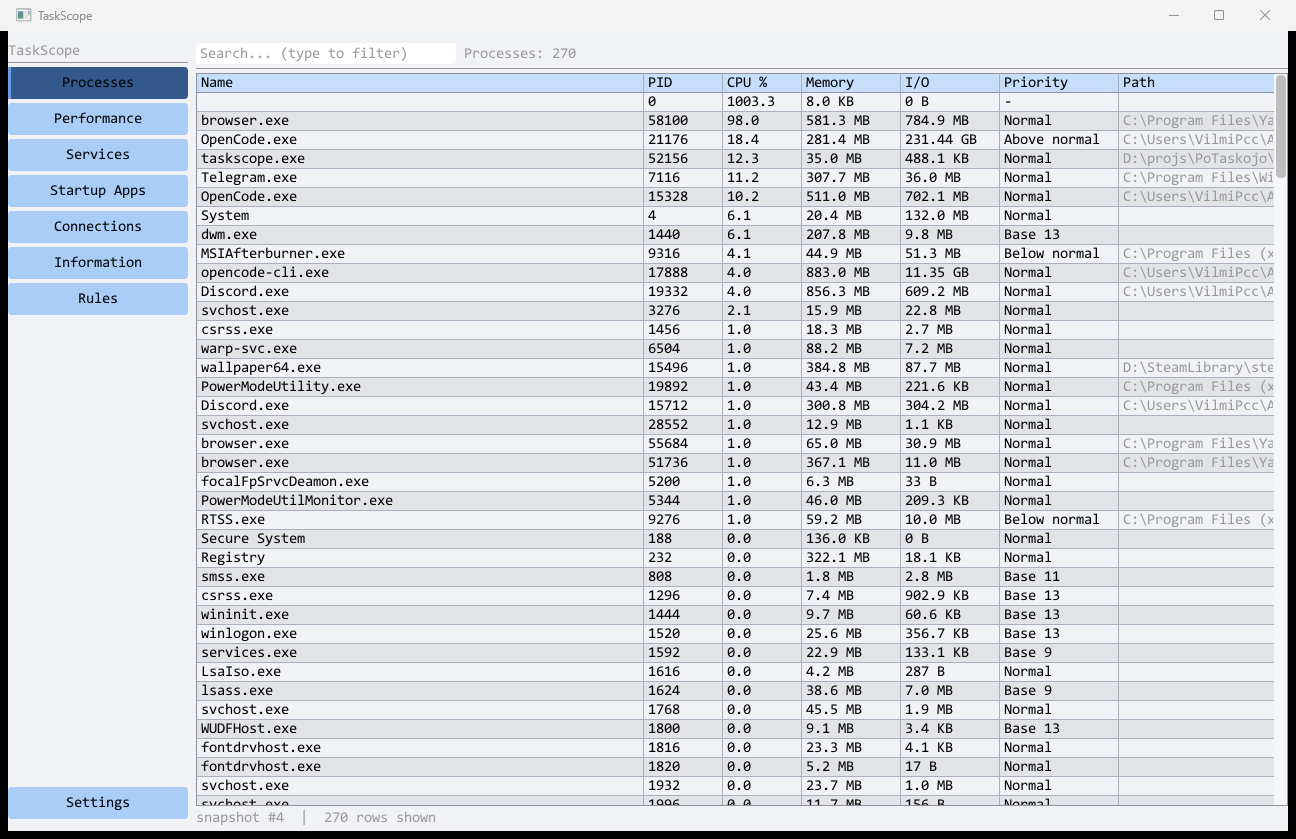 TaskScope
TaskScope
Search... (type to filter) Processes: 270
Processes
Performance
Services
Startup Apps
Connections
Information
Rules
Settings
Name PID CPU % Memory I/O Priority Path
0 1003.3 8.0 KB 0 B -
browser.exe 58100 98.0 581.3 MB 784.9 MB Normal C:\Program Files\Ya
OpenCode.exe 21176 18.4 281.4 MB 231.44 GB Above normal C:\Users\VilmiPcc\A
taskscope.exe 52156 12.3 35.0 MB 488.1 KB Normal D:\projs\PoTaskojo\
Telegram.exe 7116 11.2 307.7 MB 36.0 MB Normal C:\Program Files\Wi
OpenCode.exe 15328 10.2 511.0 MB 702.1 MB Normal C:\Users\VilmiPcc\A
System 4 6.1 20.4 MB 132.0 MB Normal
dwm.exe 1440 6.1 207.8 MB 9.8 MB Base 13
MSIAfterburner.exe 9316 4.1 44.9 MB 51.3 MB Below normal C:\Program Files (x
opencode-cli.exe 17888 4.0 883.0 MB 11.35 GB Normal C:\Users\VilmiPcc\A
Discord.exe 19332 4.0 856.3 MB 609.2 MB Normal C:\Users\VilmiPcc\A
svchost.exe 3276 2.1 15.9 MB 22.8 MB Normal
csrss.exe 1456 1.0 18.3 MB 2.7 MB Normal
warp-svc.exe 6504 1.0 88.2 MB 7.2 MB Normal
wallpaper64.exe 15496 1.0 384.8 MB 87.7 MB Normal D:\SteamLibrary\ste
PowerModeUtility.exe 19892 1.0 43.4 MB 221.6 KB Normal C:\Program Files (x
Discord.exe 15712 1.0 300.8 MB 304.2 MB Normal C:\Users\VilmiPcc\A
svchost.exe 28552 1.0 12.9 MB 1.1 KB Normal
browser.exe 55684 1.0 65.0 MB 30.9 MB Normal C:\Program Files\Ya
browser.exe 51736 1.0 367.1 MB 11.0 MB Normal C:\Program Files\Ya
focalFpSrvcDeamon.exe 5200 1.0 6.3 MB 33 B Normal
PowerModeUtilMonitor.exe 5344 1.0 46.0 MB 209.3 KB Normal
RTSS.exe 9276 1.0 59.2 MB 10.0 MB Below normal C:\Program Files (x
Secure System 188 0.0 136.0 KB 0 B Normal
Registry 232 0.0 322.1 MB 18.1 KB Normal
smss.exe 808 0.0 1.8 MB 2.8 MB Base 11
csrss.exe 1296 0.0 7.4 MB 902.9 KB Base 13
wininit.exe 1444 0.0 9.7 MB 60.6 KB Base 13
winlogon.exe 1520 0.0 25.6 MB 356.7 KB Base 13
services.exe 1592 0.0 22.9 MB 133.1 KB Base 9
LsaIso.exe 1616 0.0 4.2 MB 287 B Normal
lsass.exe 1624 0.0 38.6 MB 7.0 MB Base 9
svchost.exe 1768 0.0 45.5 MB 1.9 MB Normal
WUDFHost.exe 1800 0.0 9.1 MB 3.4 KB Base 13
fontdrvhost.exe 1816 0.0 23.3 MB 4.1 KB Normal
fontdrvhost.exe 1820 0.0 5.2 MB 17 B Normal
svchost.exe 1932 0.0 23.7 MB 1.0 MB Normal
svchost.exe 1996 0.0 11.7 MB 156 B Normal
snapshot #4 | 270 rows shown